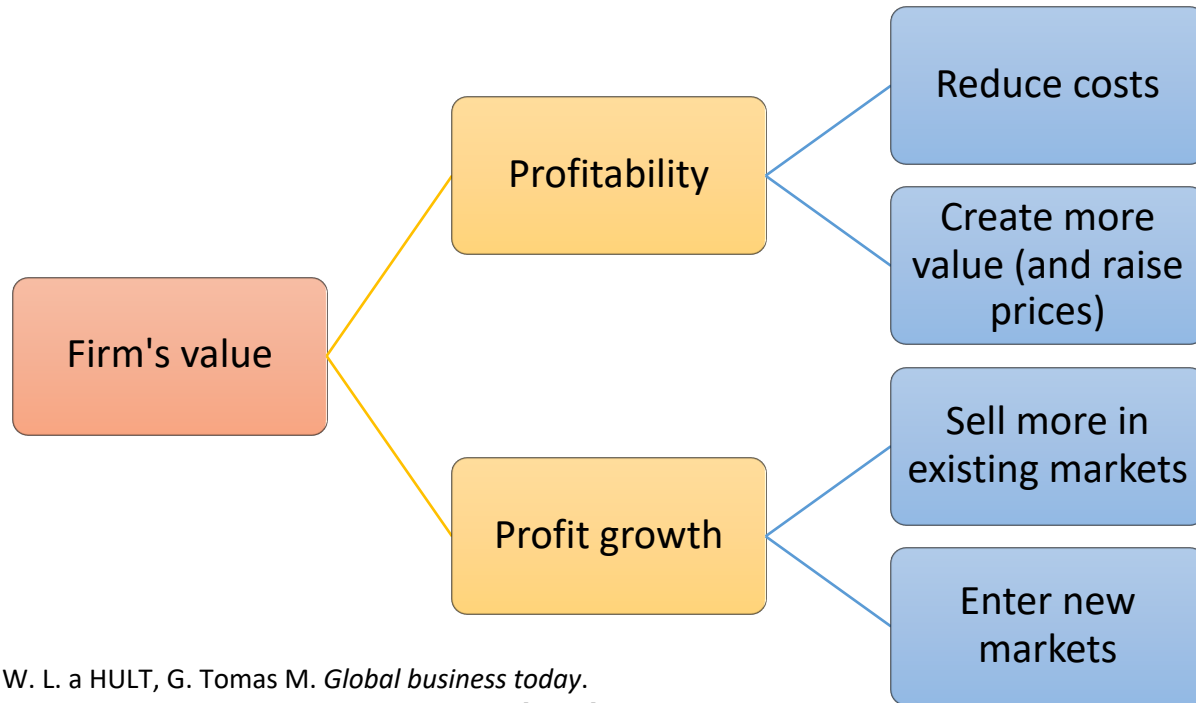 Reduce costs
Profitability
Create more
value (and raise
prices)
Firm's value
Sell more in
existing markets
Profit growth
Enter new
markets
W. L. a HULT, G. Tomas M. Global business today.